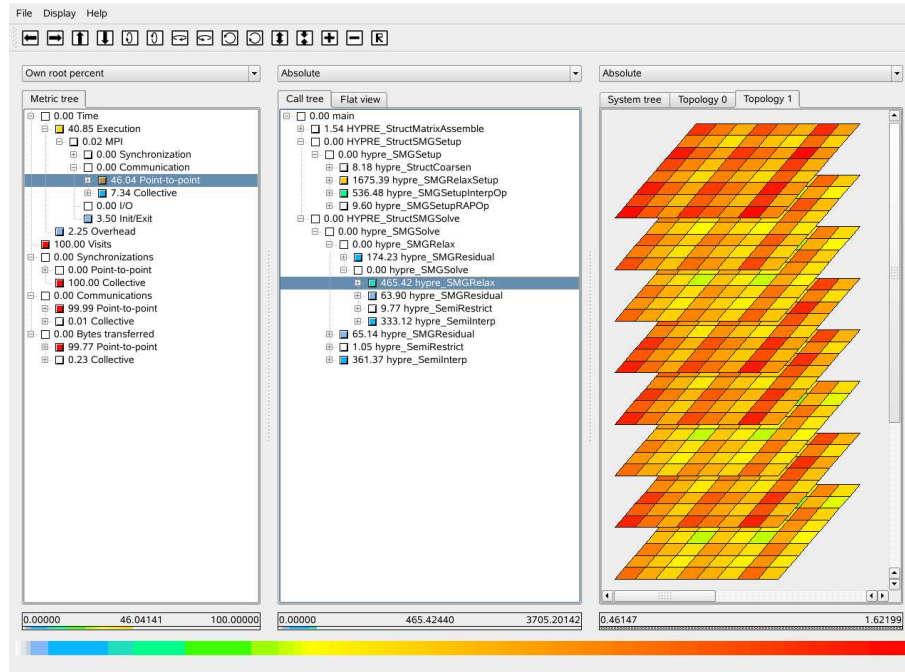 File Display Help
R
Own root percent
Absolute
Absolute
Metric tree
0.00 Time
40.85 Execution
0.02 MPI
0.00 Synchronization
0.00 Communication
46.04 Point-to-point
7.34 Collective
0.00 I/O
3.50 Init/Exit
2.25 Overhead
100.00 Visits
0.00 Synchronizations
0.00 Point-to-point
100.00 Collective
0.00 Communications
99.99 Point-to-point
0.01 Collective
0.00 Bytes transferred
99.77 Point-to-point
0.23 Collective
Call tree Flat view
0.00 main
1.54 HYPRE_StructMatrixAssemble
0.00 HYPRE_StructSMGSetup
0.00 hypre_SMGSetup
8.18 hypre_StructCoarsen
1675.39 hypre_SMGRelaxSetup
536.48 hypre_SMGSetupInterpOp
9.60 hypre_SMGSetupRAPOp
0.00 HYPRE_StructSMGSolve
0.00 hypre_SMGSolve
0.00 hypre_SMGRelax
174.23 hypre_SMGResidual
0.00 hypre_SMGSolve
465.42 hypre_SMGRelax
63.90 hypre_SMGResidual
9.77 hypre_SemiRestrict
333.12 hypre_SemiInterp
65.14 hypre_SMGResidual
1.05 hypre_SemiRestrict
361.37 hypre_SemiInterp
System tree Topology 0 Topology 1
0.00000 46.04141 100.00000
0.00000 465.42440 3705.20142
0.46147 1.62199